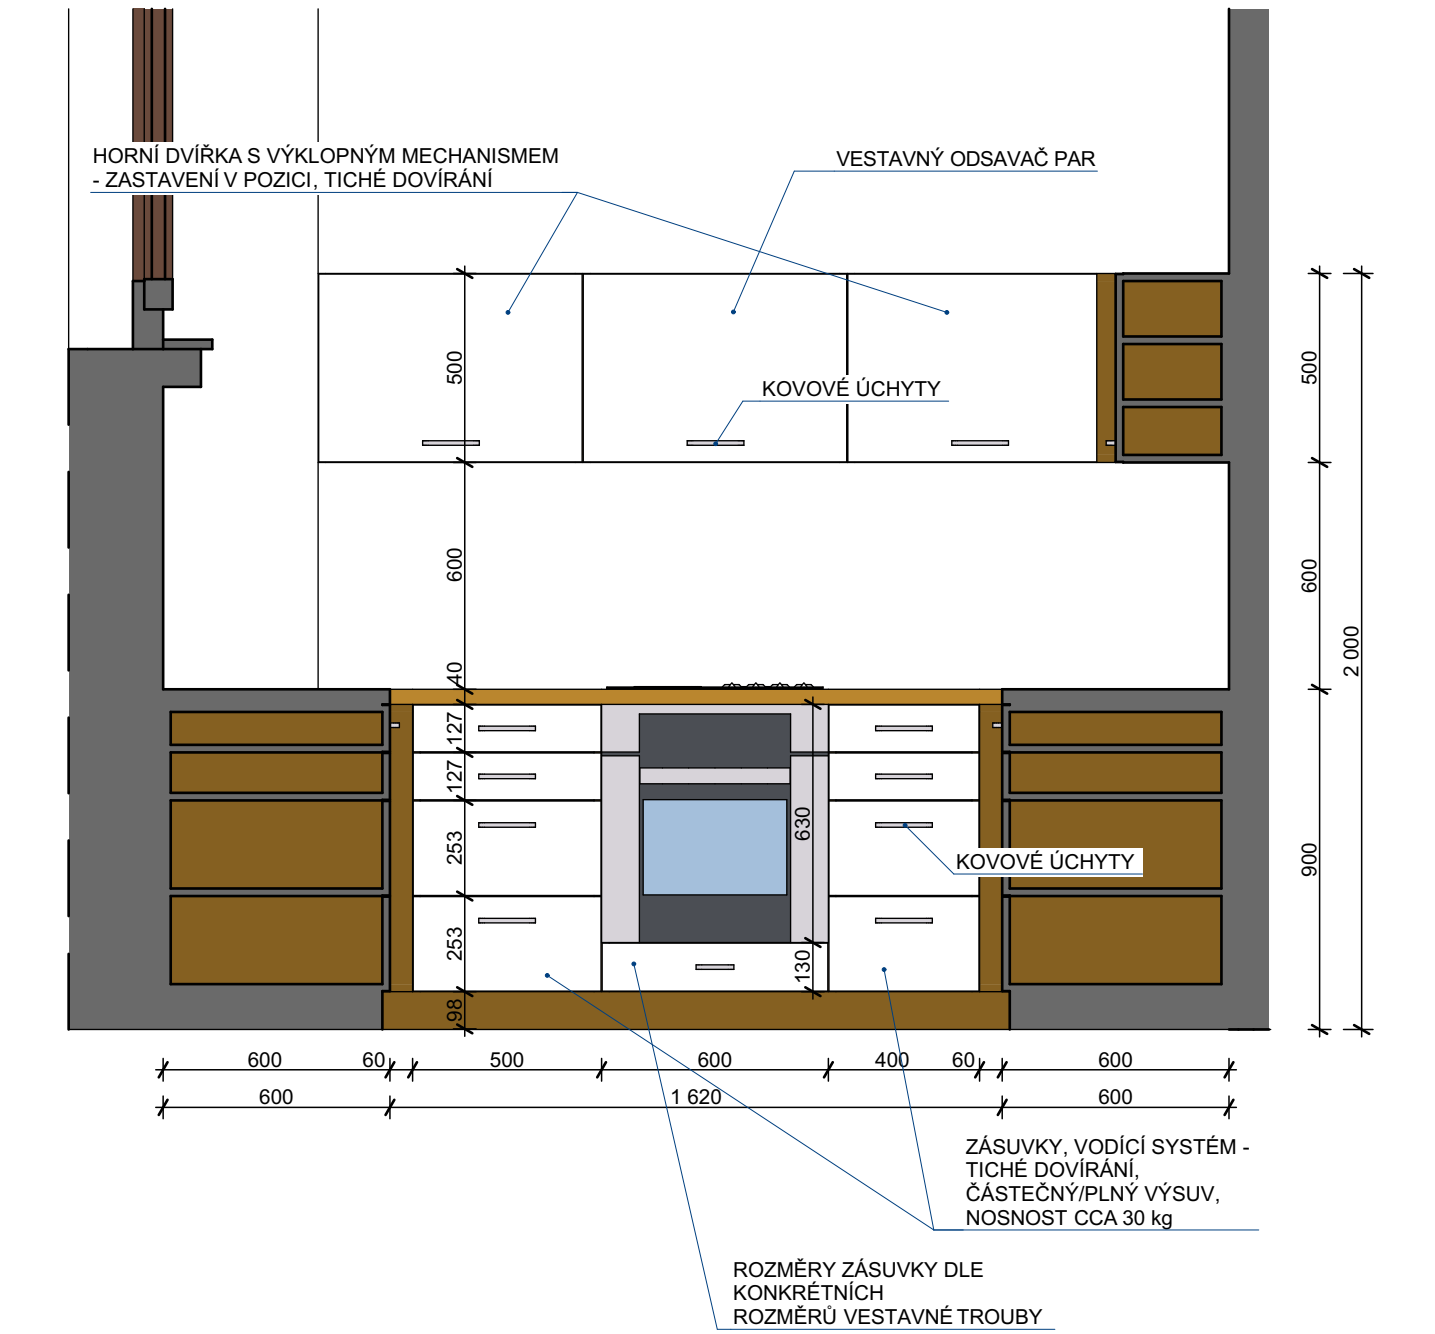 HORNÍ DVÍŘKA S VÝKLOPNÝM MECHANISMEM
- ZASTAVENÍ V POZICI, TICHÉ DOVÍRÁNÍ
VESTAVNÝ ODSAVAČ PAR
500
KOVOVÉ ÚCHYTY
500
600
600
40
2 000
127
127
253
253
98
630
130
KOVOVÉ ÚCHYTY
900
600
60
500
600
400
60
600
600
1 620
600
ZÁSUVKY, VODÍCÍ SYSTÉM -
TICHÉ DOVÍRÁNÍ,
ČÁSTEČNÝ/PLNÝ VÝSUV,
NOSNOST CCA 30 kg
ROZMĚRY ZÁSUVKY DLE
KONKRÉTNÍCH
ROZMĚRŮ VESTAVNÉ TROUBY